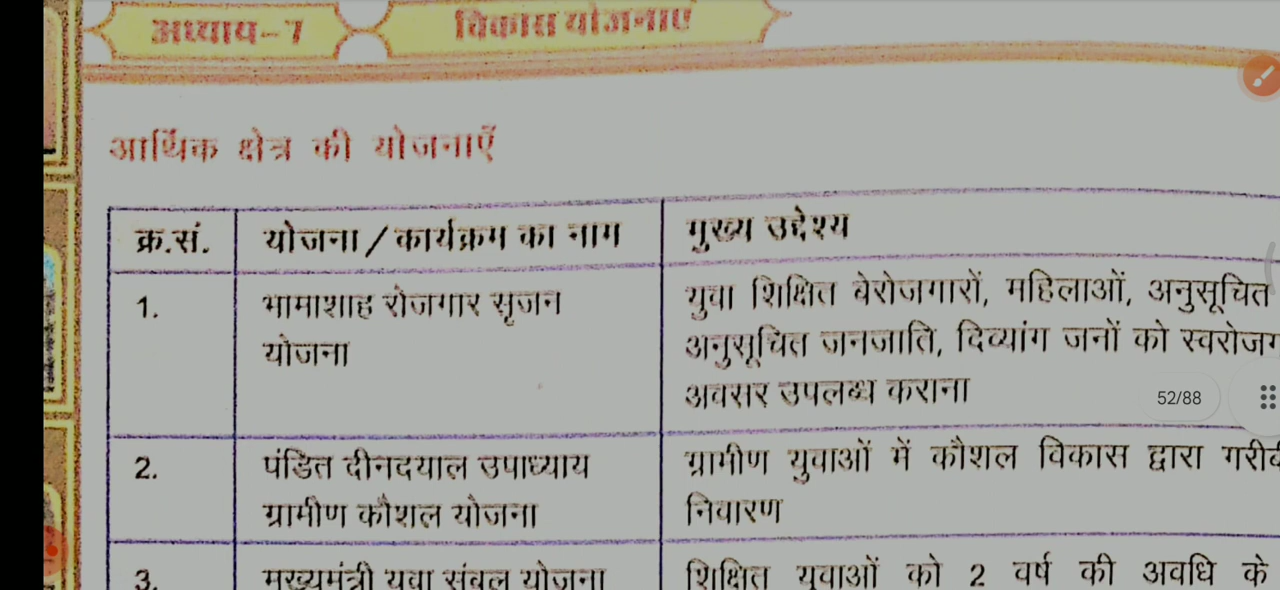 अध्याय-7 विकास योजनाएं
आर्थिक क्षेत्र की योजनाएँ
क्र.सं. योजना/कार्यक्रम का नाम मुख्य उद्देश्य
1. भामाशाह रोजगार सृजन योजना युवा शिक्षित बेरोजगारों, महिलाओं, अनुसूचित
अनुसूचित जनजाति, दिव्यांग जनों को
अवसर उपलब्ध कराना
52/88
2. पंडित दीनदयाल उपाध्याय ग्रामीण युवाओं में कौशल विकास द्वारा
ग्रामीण कौशल योजना निवारण
3. मुख्यमंत्री युवा संबल योजना शिक्षित युवाओं को 2 वर्ष की अवधि के